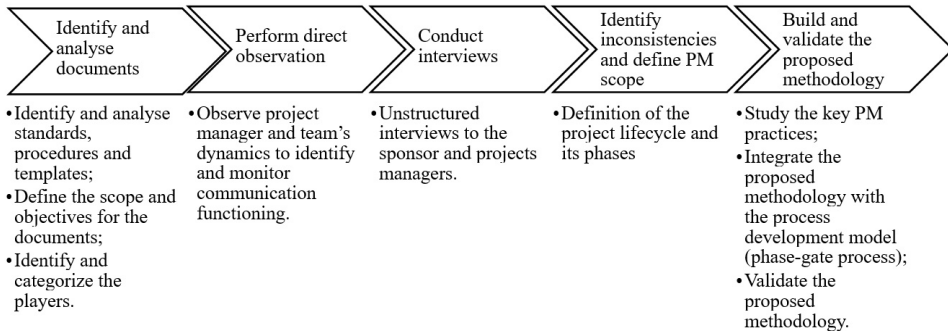 Identify and
analyse
documents
Perform direct
observation
Conduct
interviews
Identify
inconsistencies
and define PM
scope
Build and
validate the
proposed
methodology
•Identify and analyse
standards,
procedures and
templates;
•Define the scope and
objectives for the
documents;
•Identify and
categorize the
players.
•Observe project
manager and team's
dynamics to identify
and monitor
communication
functioning.
•Unstructured
interviews to the
sponsor and projects
managers.
•Definition of the
project lifecycle and
its phases
•Study the key PM
practices;
•Integrate the
proposed
methodology with
the process
development model
(phase-gate process);
•Validate the
proposed
methodology.